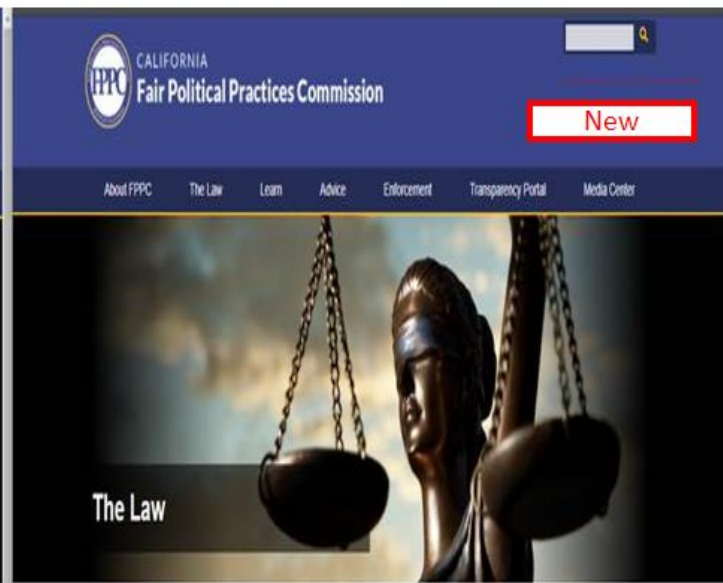 FPPC
CALIFORNIA
Fair Political Practices Commission
New
About FPPC The Law Learn Advice Enforcement Transparency Portal Media Center
The Law